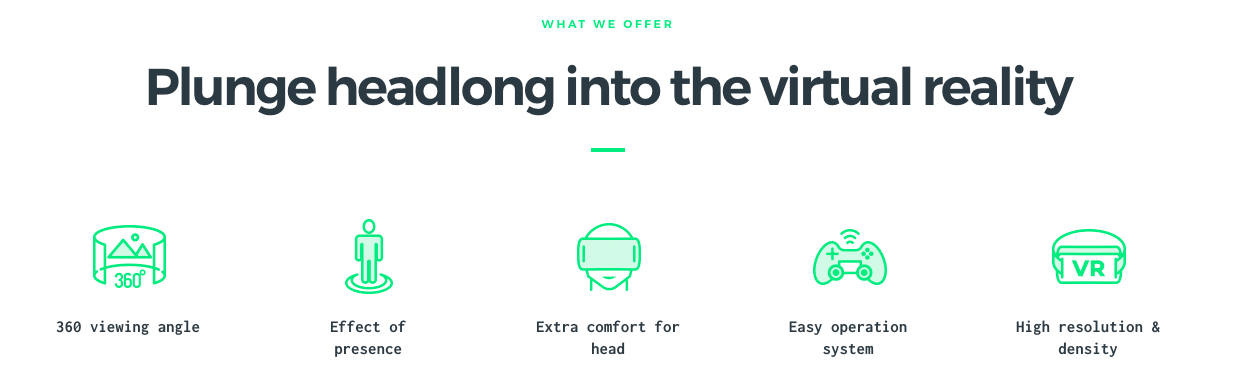 WHAT WE OFFER
Plunge headlong into the virtual reality
360°
VR
360 viewing angle
Effect of
presence
Extra comfort for
head
Easy operation
system
High resolution &
density